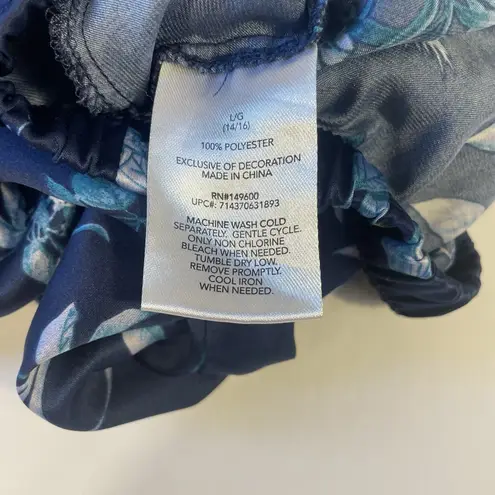 L/G
(14/16)
100% POLYESTER
EXCLUSIVE OF DECORATION
MADE IN CHINA
RN#149600
UPC#: 714370631893
MACHINE WASH COLD
SEPARATELY. GENTLE CYCLE.
ONLY NON CHLORINE
BLEACH WHEN NEEDED.
TUMBLE DRY LOW.
REMOVE PROMPTLY.
COOL IRON
WHEN NEEDED.